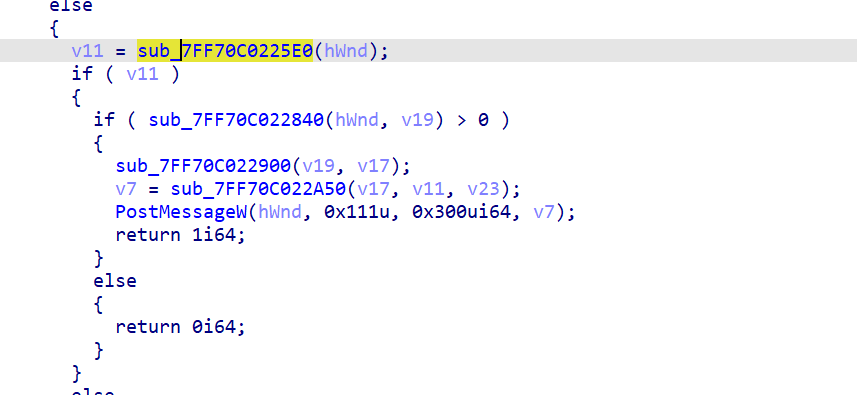 else
{
v11 = sub_7FF70C0225E0(hWnd);
if ( v11 )
{
if ( sub_7FF70C022840(hWnd, v19) > 0 )
{
sub_7FF70C022900(v19, v17);
v7 = sub_7FF70C022A50(v17, v11, v23);
PostMessageW(hWnd, 0x111u, 0x300ui64, v7);
return 1i64;
}
else
{
return 0i64;
}
}
else